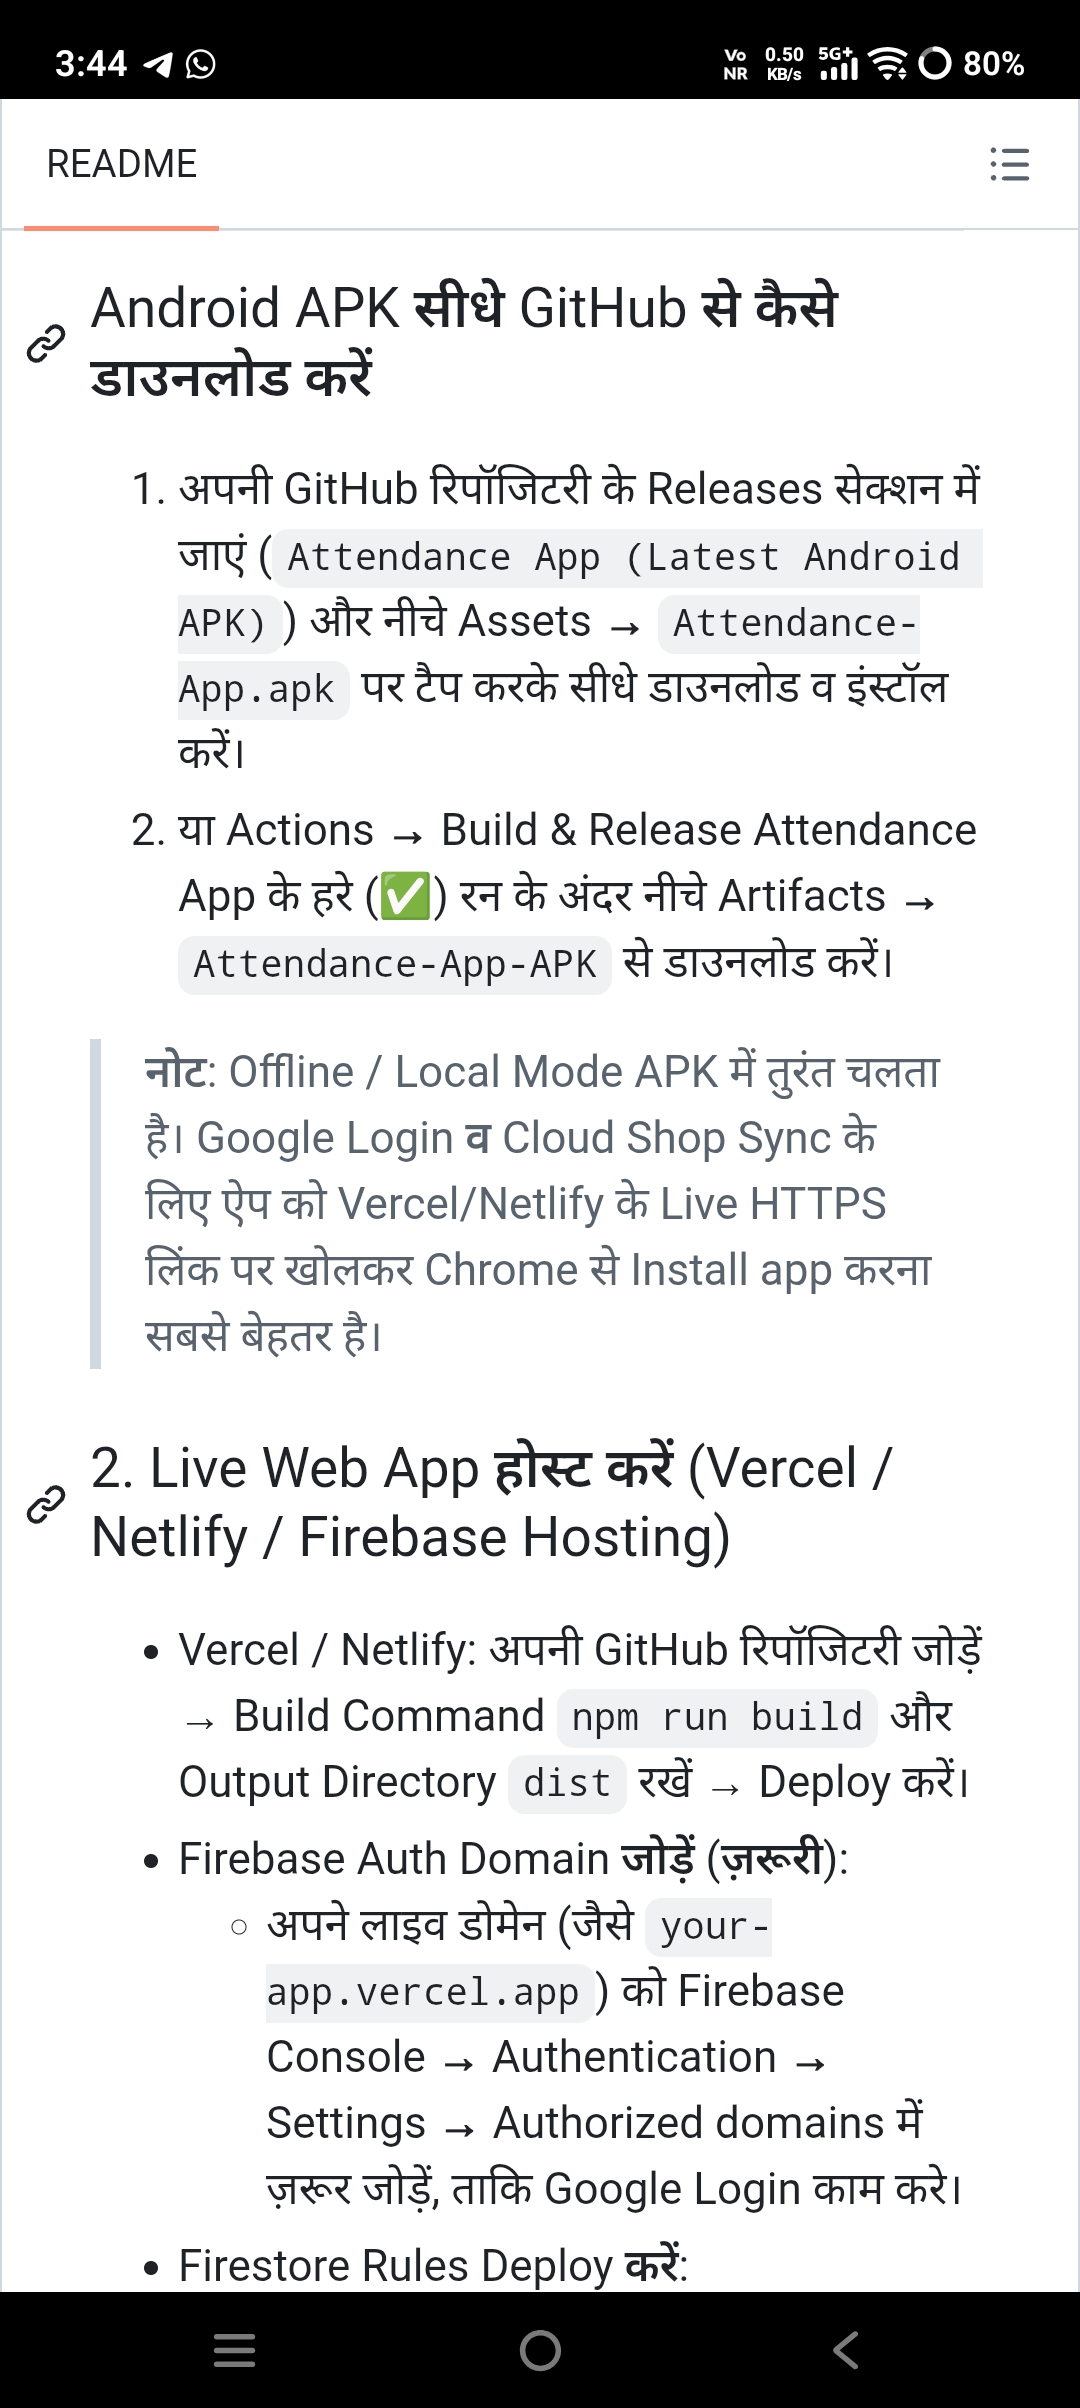 3:44
Vo NR 0.50 KB/s 5G+ 80%
README
Android APK सीधे GitHub से कैसे
डाउनलोड करें
1. अपनी GitHub रिपॉजिटरी के Releases सेक्शन में
जाएं (Attendance App (Latest Android
APK)) और नीचे Assets → Attendance-
App.apk पर टैप करके सीधे डाउनलोड व इंस्टॉल
करें।
2. या Actions → Build & Release Attendance
App के हरे (✅) रन के अंदर नीचे Artifacts →
Attendance-App-APK से डाउनलोड करें।
नोट: Offline / Local Mode APK में तुरंत चलता
है। Google Login व Cloud Shop Sync के
लिए ऐप को Vercel/Netlify के Live HTTPS
लिंक पर खोलकर Chrome से Install app करना
सबसे बेहतर है।
2. Live Web App होस्ट करें (Vercel /
Netlify / Firebase Hosting)
• Vercel / Netlify: अपनी GitHub रिपॉजिटरी जोड़ें
→ Build Command npm run build और
Output Directory dist रखें → Deploy करें।
• Firebase Auth Domain जोड़ें (ज़रूरी):
○ अपने लाइव डोमेन (जैसे your-
app.vercel.app) को Firebase
Console → Authentication →
Settings → Authorized domains में
ज़रूर जोड़ें, ताकि Google Login काम करे।
• Firestore Rules Deploy करें: